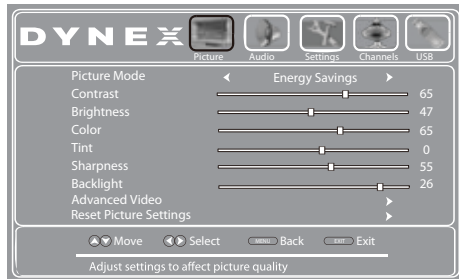 DYNEX
Picture Audio Settings Channels USB
Picture Mode Energy Savings
Contrast 65
Brightness 47
Color 65
Tint 0
Sharpness 55
Backlight 26
Advanced Video
Reset Picture Settings
Move Select MENU Back EXIT Exit
Adjust settings to affect picture quality